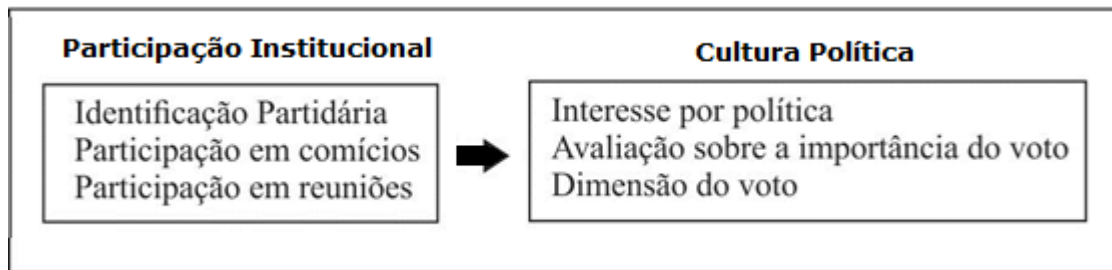 Participação Institucional
Identificação Partidária
Participação em comícios
Participação em reuniões
Cultura Política
Interesse por política
Avaliação sobre a importância do voto
Dimensão do voto